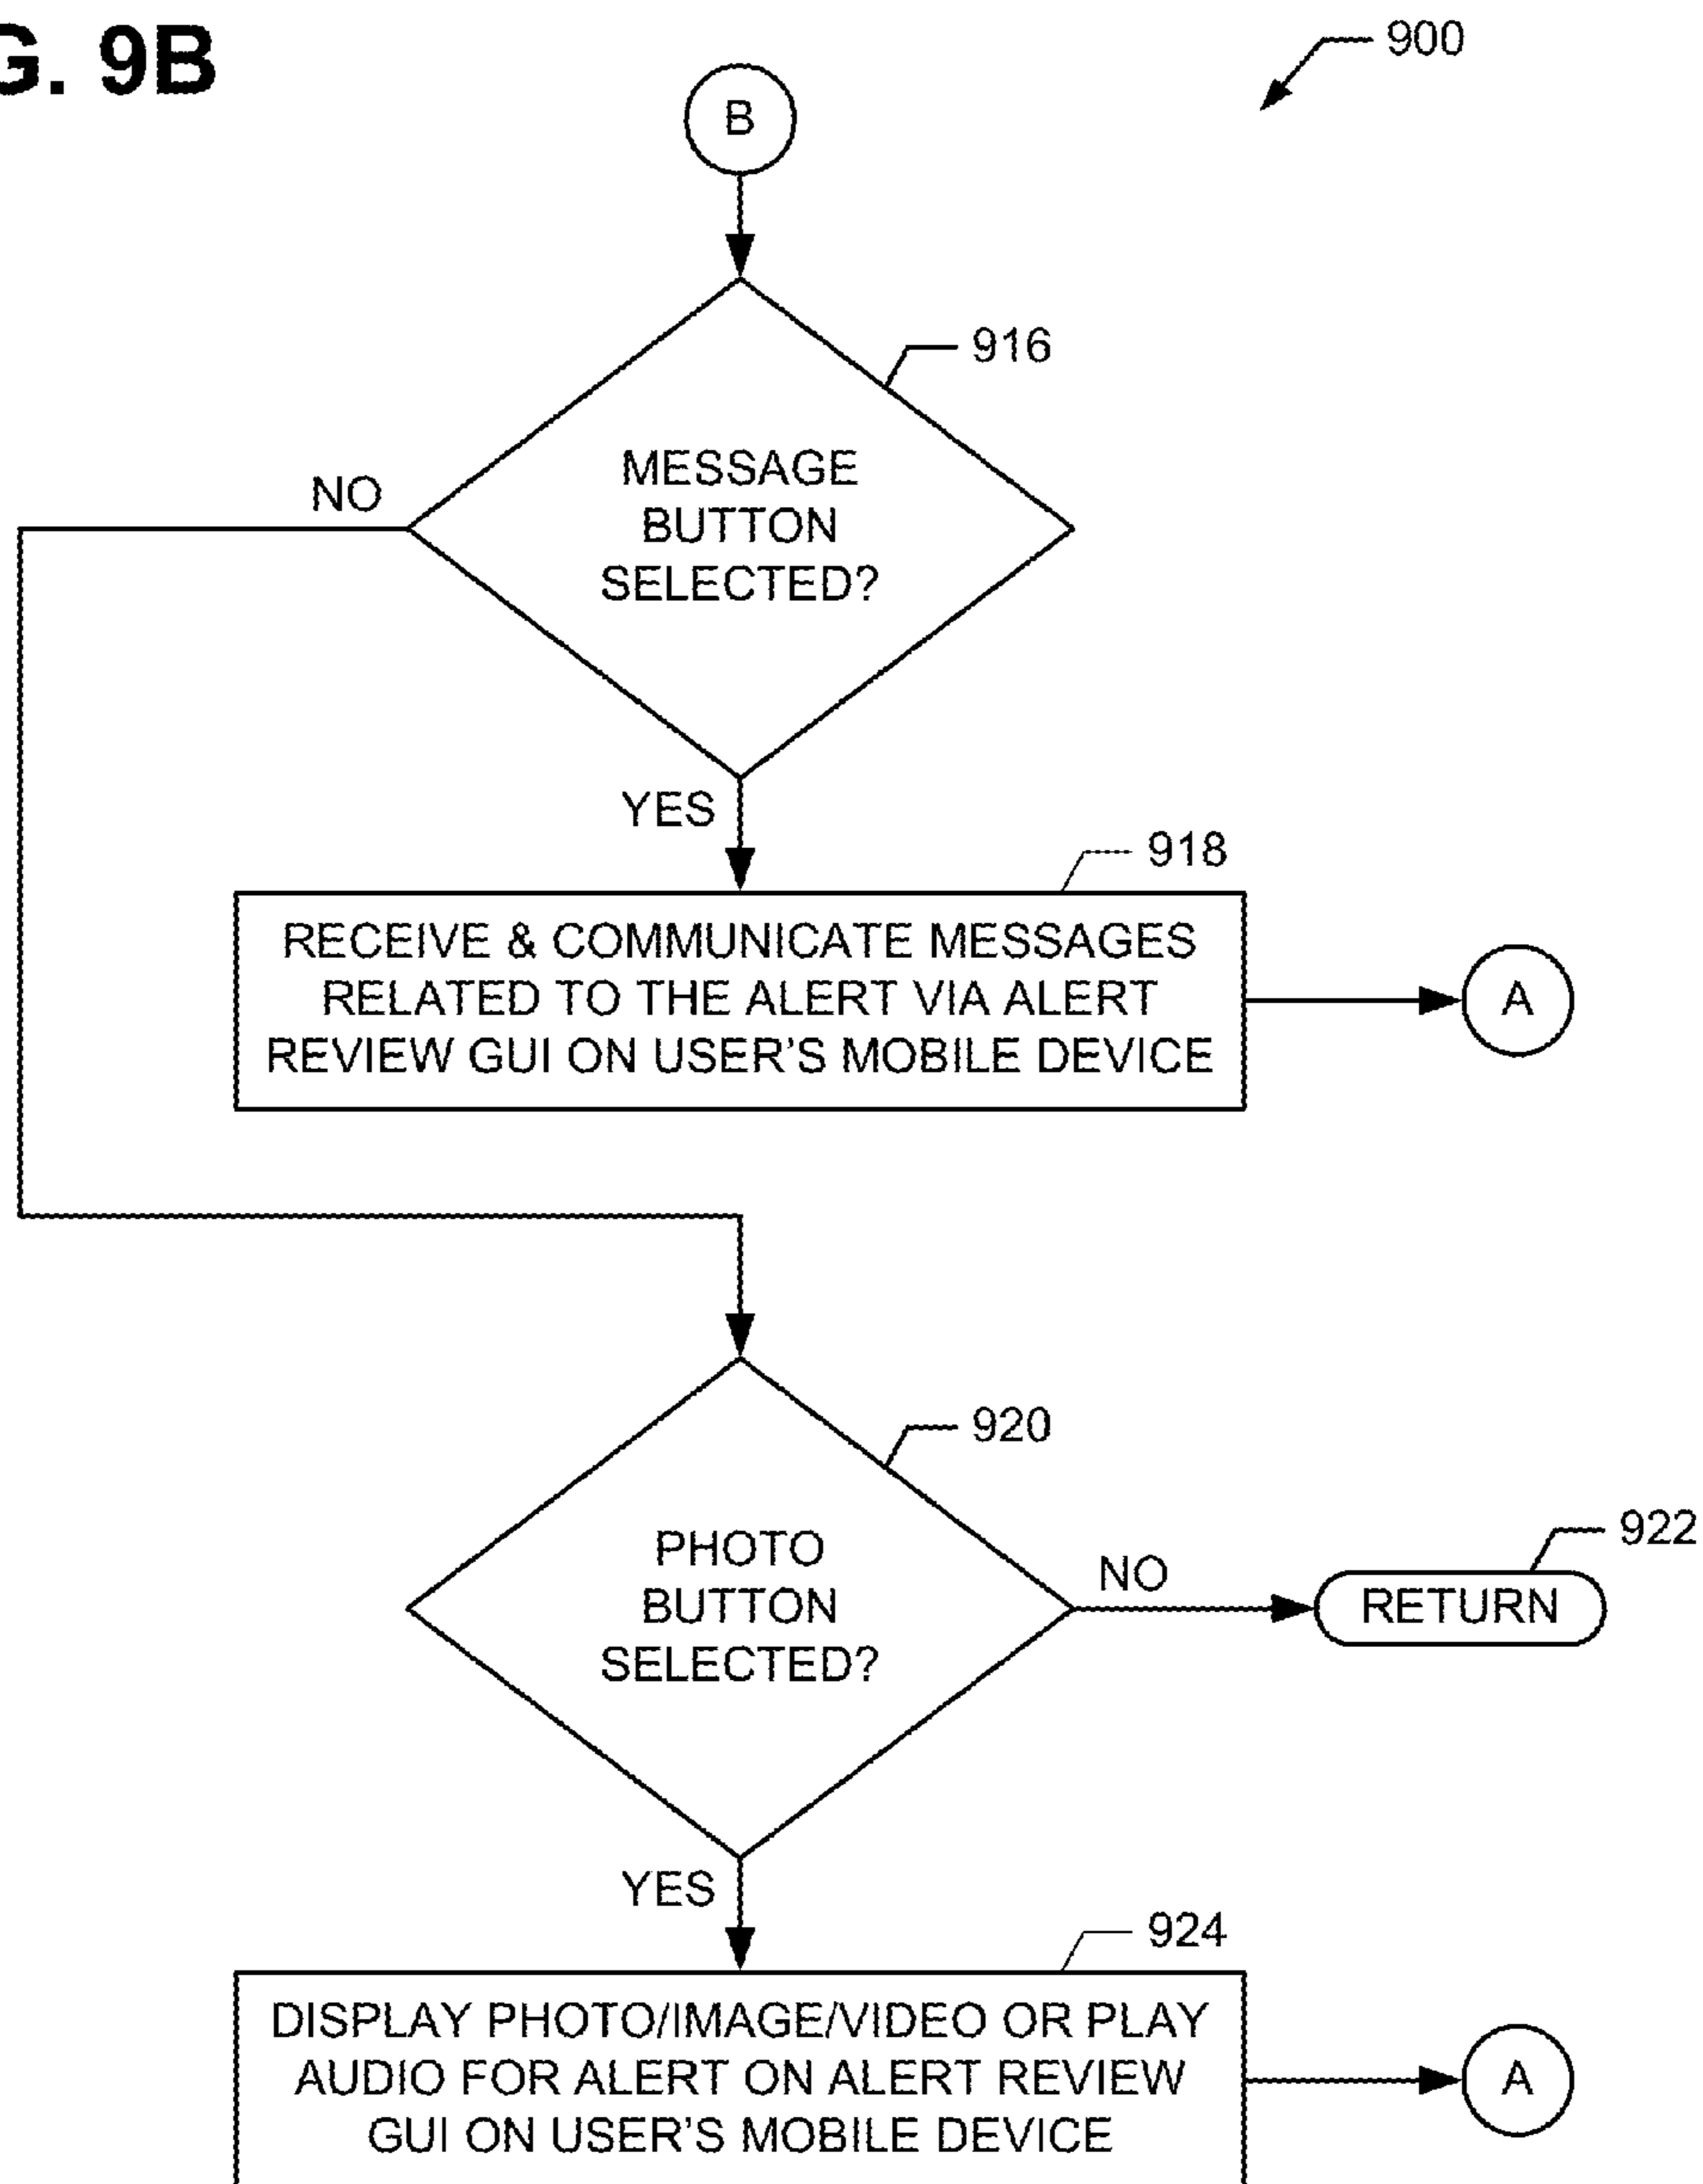 G. 9B
900
B
916
MESSAGE
BUTTON
SELECTED?
NO
YES
918
RECEIVE & COMMUNICATE MESSAGES
RELATED TO THE ALERT VIA ALERT
REVIEW GUI ON USER'S MOBILE DEVICE
A
920
PHOTO
BUTTON
SELECTED?
NO
922
RETURN
YES
924
DISPLAY PHOTO/IMAGE/VIDEO OR PLAY
AUDIO FOR ALERT ON ALERT REVIEW
GUI ON USER'S MOBILE DEVICE
A